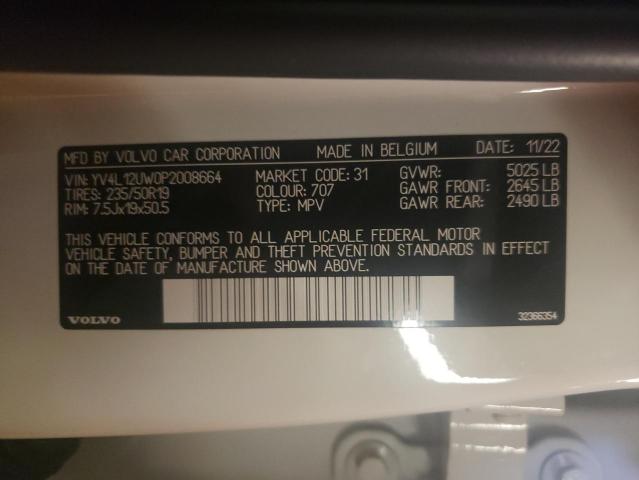 MFD BY VOLVO CAR CORPORATION MADE IN BELGIUM DATE: 11/22
VIN: YV4L12UW0P2008664 MARKET CODE: 31 GVWR: 5025 LB
TIRES: 235/50R19 COLOUR: 707 GAWR FRONT: 2645 LB
RIM: 7.5Jx19x50.5 TYPE: MPV GAWR REAR: 2490 LB
THIS VEHICLE CONFORMS TO ALL APPLICABLE FEDERAL MOTOR
VEHICLE SAFETY, BUMPER AND THEFT PREVENTION STANDARDS IN EFFECT
ON THE DATE OF MANUFACTURE SHOWN ABOVE.
VOLVO 32366354